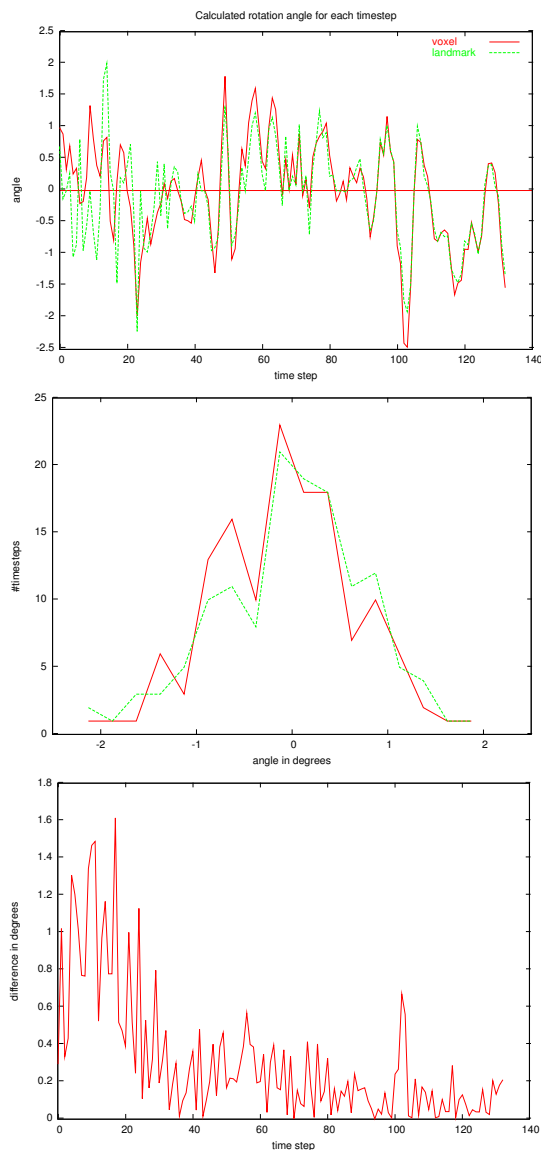 Calculated rotation angle for each timestep
2.5
2
1.5
1
0.5
0
-0.5
-1
-1.5
-2
-2.5
angle
voxel
landmark
0 20 40 60 80 100 120 140
time step
25
20
15
10
5
0
#timesteps
-2 -1 0 1 2
angle in degrees
1.8
1.6
1.4
1.2
1
0.8
0.6
0.4
0.2
0
difference in degrees
0 20 40 60 80 100 120 140
time step